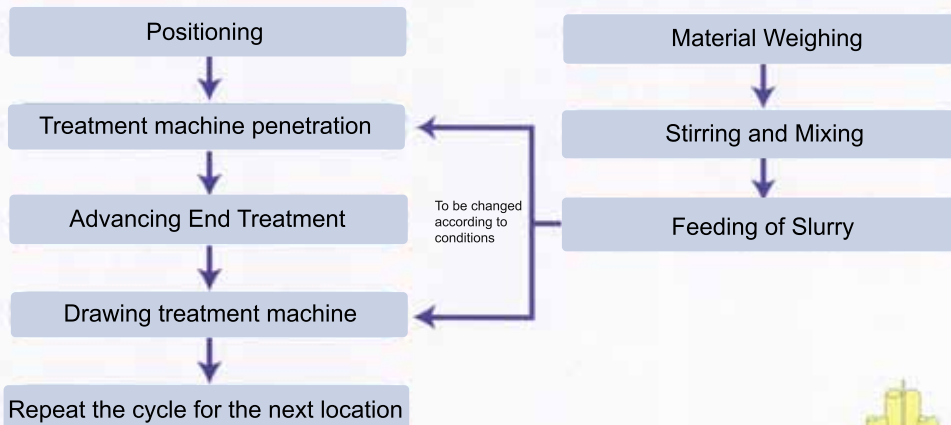 Positioning
Treatment machine penetration
Advancing End Treatment
Drawing treatment machine
Repeat the cycle for the next location
To be changed
according to
conditions
Material Weighing
Stirring and Mixing
Feeding of Slurry